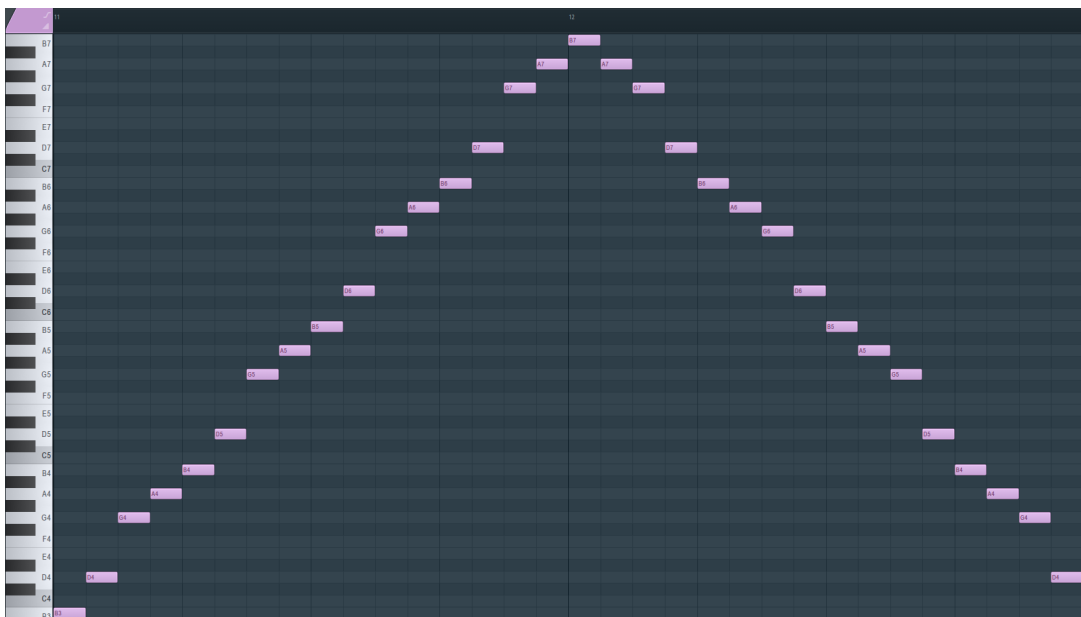 11 12
B7 B7
A7 A7 A7
G7 G7 G7
F7
E7
D7 D7 D7
C7
B6 B6 B6
A6 A6 A6
G6 G6 G6
F6
E6
D6 D6 D6
C6
B5 B5 B5
A5 A5 A5
G5 G5 G5
F5
E5
D5 D5 D5
C5
B4 B4 B4
A4 A4 A4
G4 G4 G4
F4
E4
D4 D4 D4
C4
B3 B3